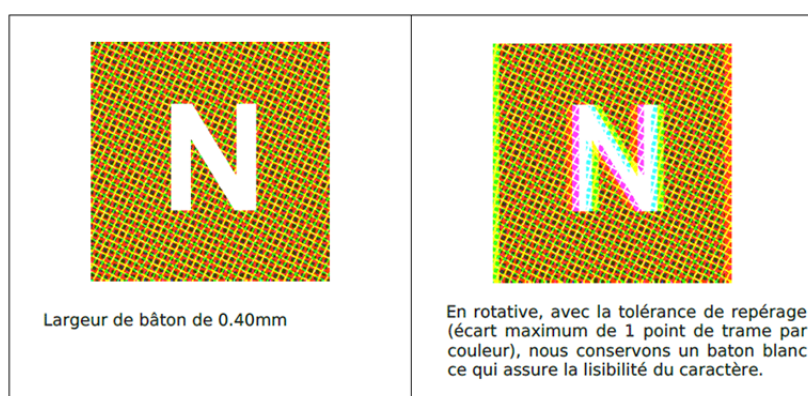 N
N
Largeur de bâton de 0.40mm
En rotative, avec la tolérance de repérage
(écart maximum de 1 point de trame par
couleur), nous conservons un baton blanc
ce qui assure la lisibilité du caractère.